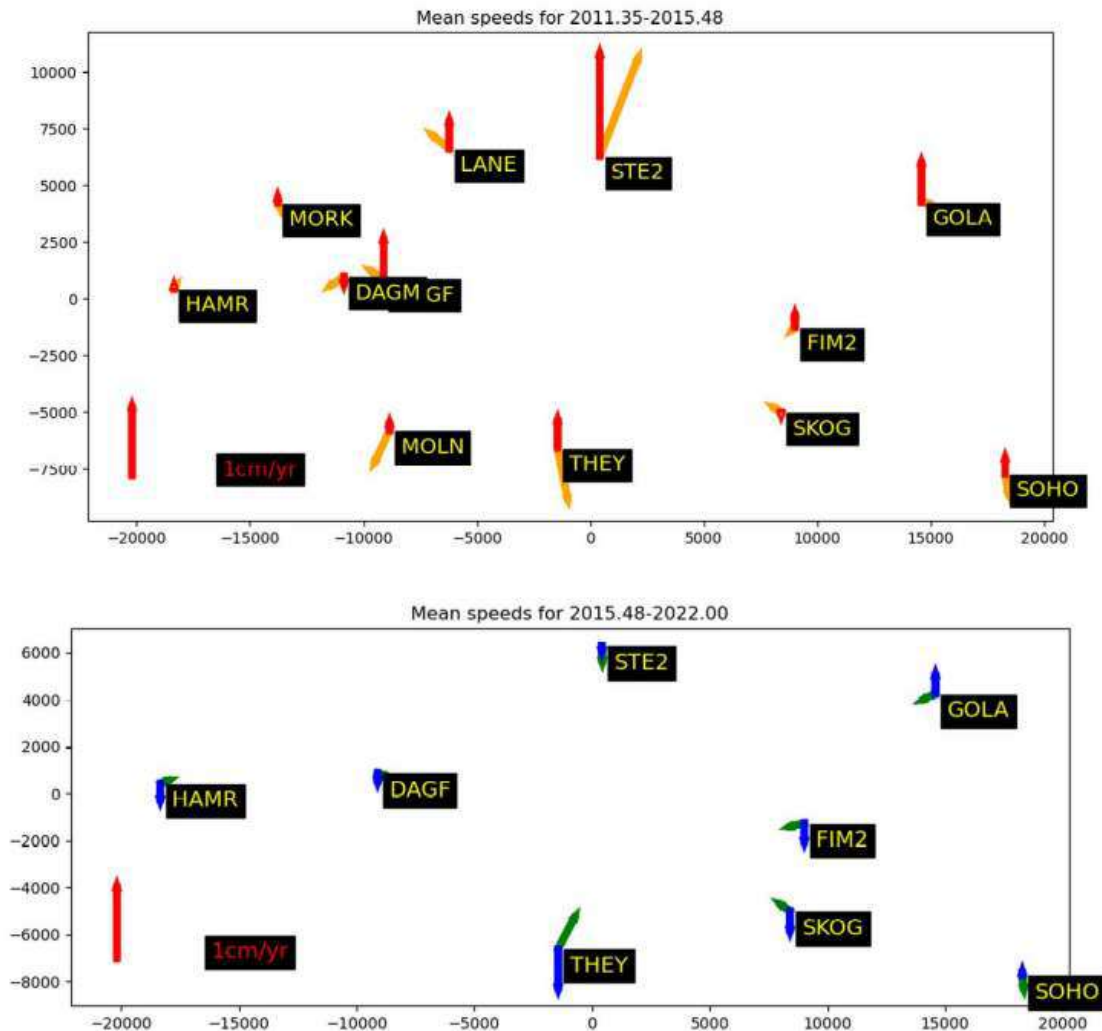 Mean speeds for 2011.35-2015.48
10000
7500
5000
2500
0
−2500
−5000
−7500
LANE
STE2
MORK
GOLA
HAMR
DAGM
GF
FIM2
MOLN
THEY
SKOG
1cm/yr
SOHO
−20000 −15000 −10000 −5000 0 5000 10000 15000 20000
Mean speeds for 2015.48-2022.00
6000
4000
2000
0
−2000
−4000
−6000
−8000
STE2
GOLA
HAMR
DAGF
FIM2
SKOG
1cm/yr
THEY
SOHO
−20000 −15000 −10000 −5000 0 5000 10000 15000 20000